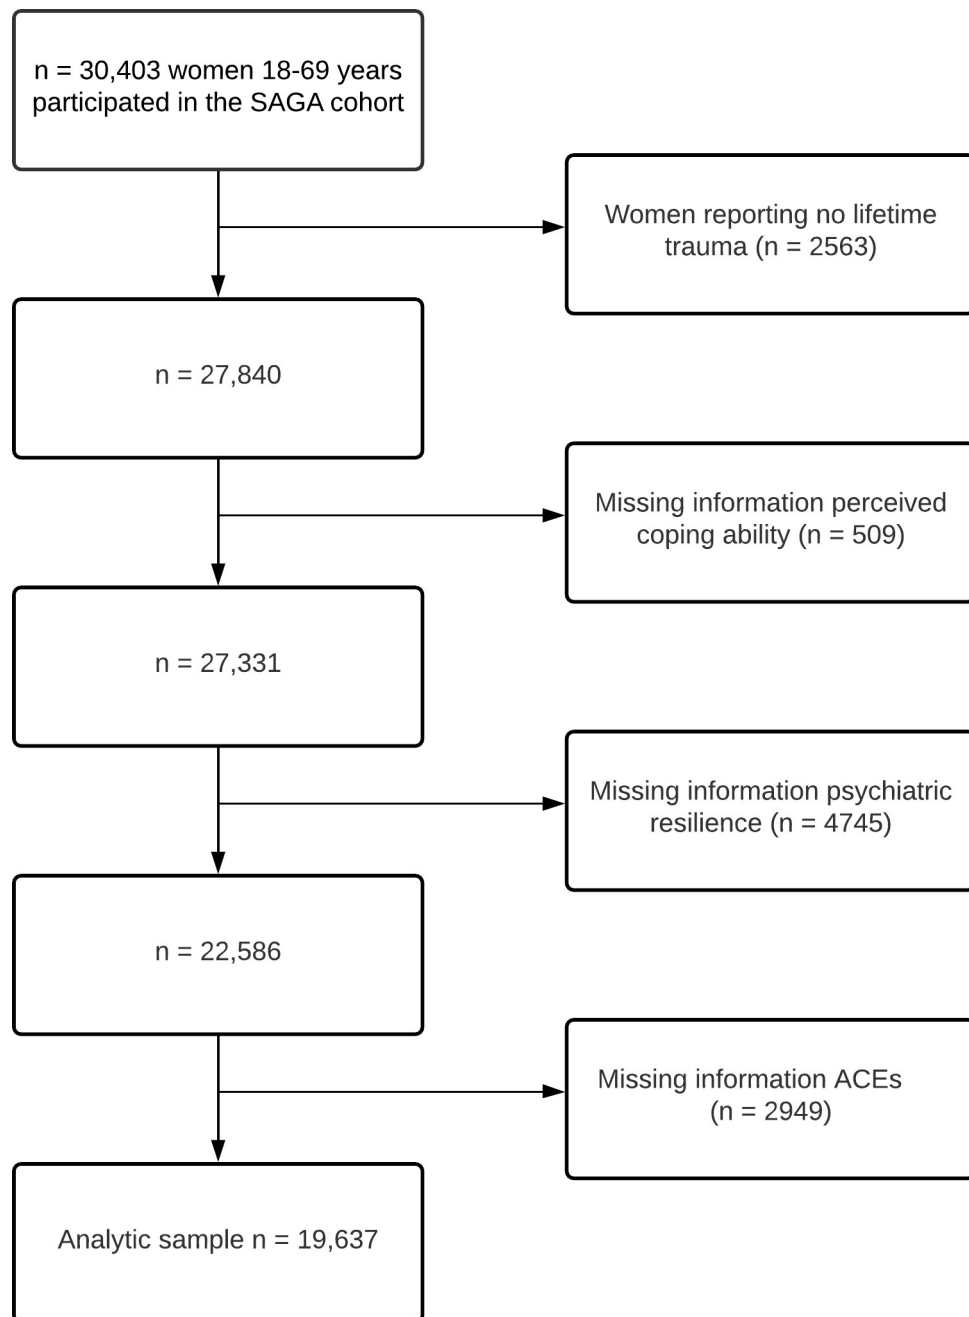 n = 30,403 women 18-69 years
participated in the SAGA cohort
Women reporting no lifetime
trauma (n = 2563)
n = 27,840
Missing information perceived
coping ability (n = 509)
n = 27,331
Missing information psychiatric
resilience (n = 4745)
n = 22,586
Missing information ACEs
(n = 2949)
Analytic sample n = 19,637